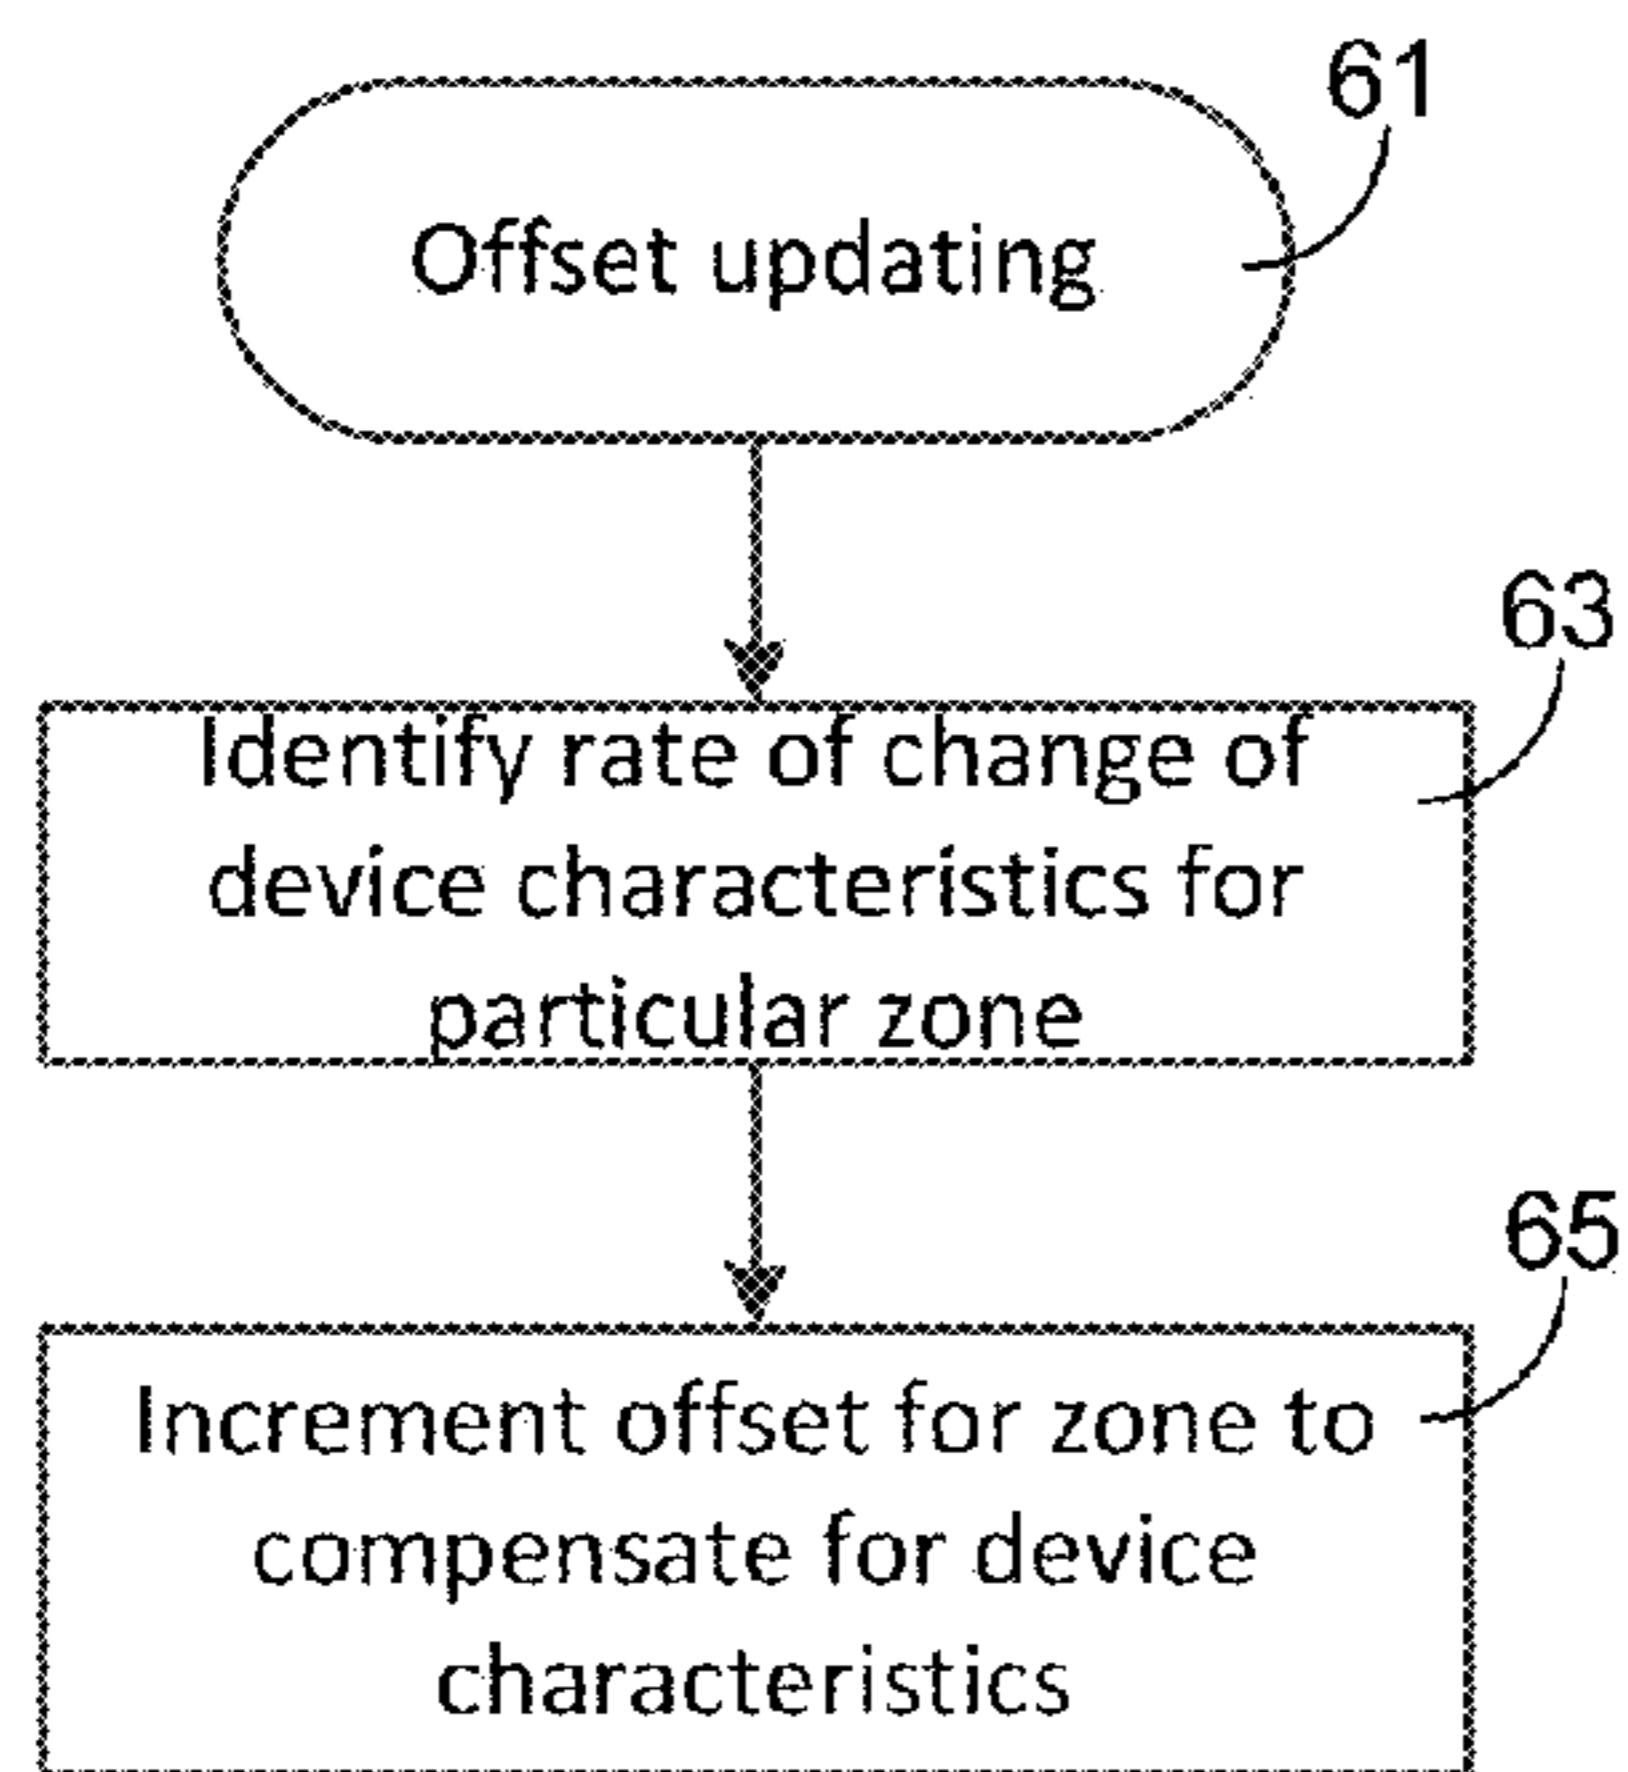 61
Offset updating
63
Identify rate of change of
device characteristics for
particular zone
65
Increment offset for zone to
compensate for device
characteristics